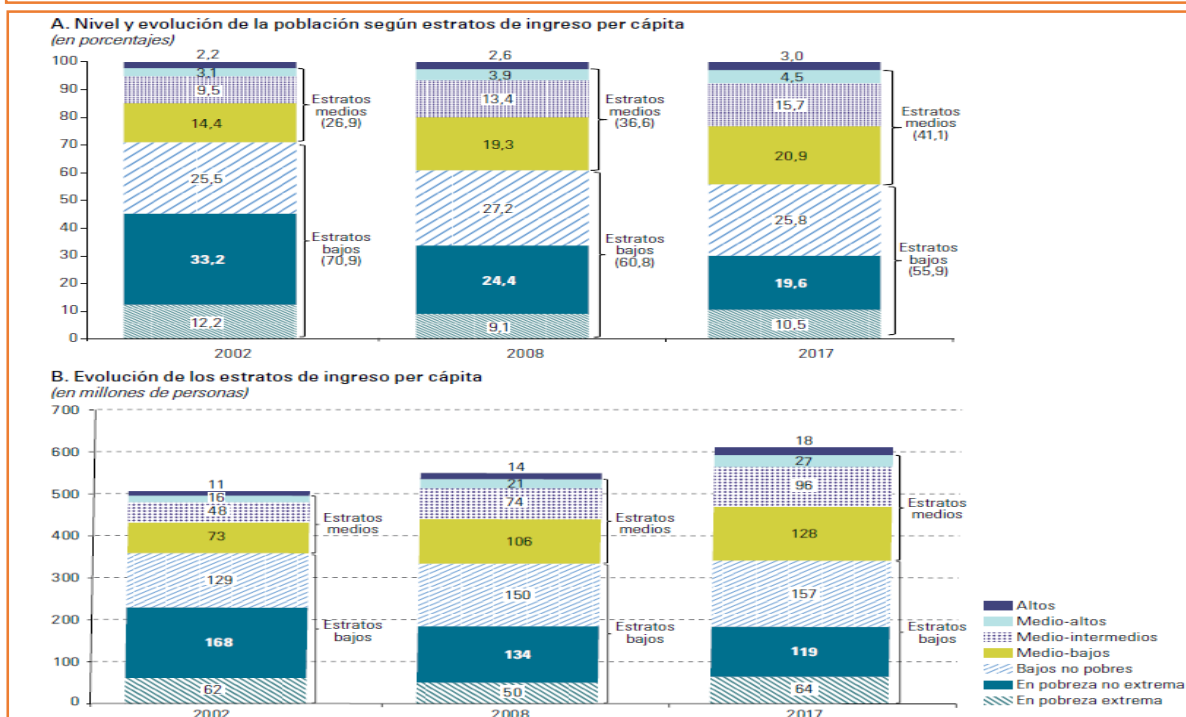 A. Nivel y evolución de la población según estratos de ingreso per cápita
(en porcentajes)
2,2 2,6 3,0
100
90
80
70
60
50
40
30
20
10
0
3,1
9,5
14,4
25,5
33,2
12,2
Estratos
medios
(26,9)
Estratos
bajos
(70,9)
3,9
13,4
19,3
27,2
24,4
9,1
Estratos
medios
(36,6)
Estratos
bajos
(60,8)
4,5
15,7
20,9
25,8
19,6
10,5
Estratos
medios
(41,1)
Estratos
bajos
(55,9)
2002 2008 2017
B. Evolución de los estratos de ingreso per cápita
(en millones de personas)
700
600
500
400
300
200
100
0
11
16
48
73
129
168
62
Estratos
medios
Estratos
bajos
14
21
74
106
150
134
50
Estratos
medios
Estratos
bajos
18
27
96
128
157
119
64
Estratos
medios
Estratos
bajos
2002 2008 2017
Altos
Medio-altos
Medio-intermedios
Medio-bajos
Bajos no pobres
En pobreza no extrema
En pobreza extrema